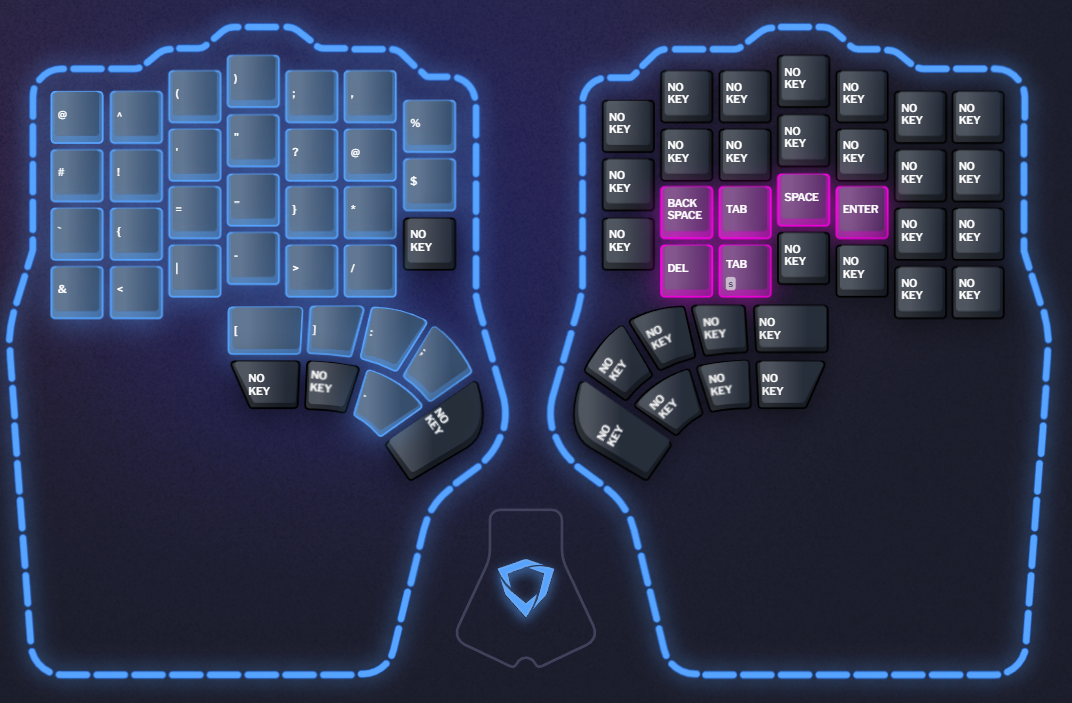 @
^
(
)
;
,
%
#
!
'
"
?
@
$
`
{
=
}
*
NO
KEY
&
<
|
-
>
/
[
]
:
NO
KEY
NO
KEY
.
NO
KEY
NO
KEY
NO
KEY
NO
KEY
NO
KEY
NO
KEY
NO
KEY
NO
KEY
NO
KEY
NO
KEY
NO
KEY
NO
KEY
NO
KEY
NO
KEY
NO
KEY
NO
KEY
BACK
SPACE
TAB
SPACE
ENTER
NO
KEY
NO
KEY
DEL
TAB
s
NO
KEY
NO
KEY
NO
KEY
NO
KEY
NO
KEY
NO
KEY
NO
KEY
NO
KEY
NO
KEY
NO
KEY
NO
KEY
NO
KEY